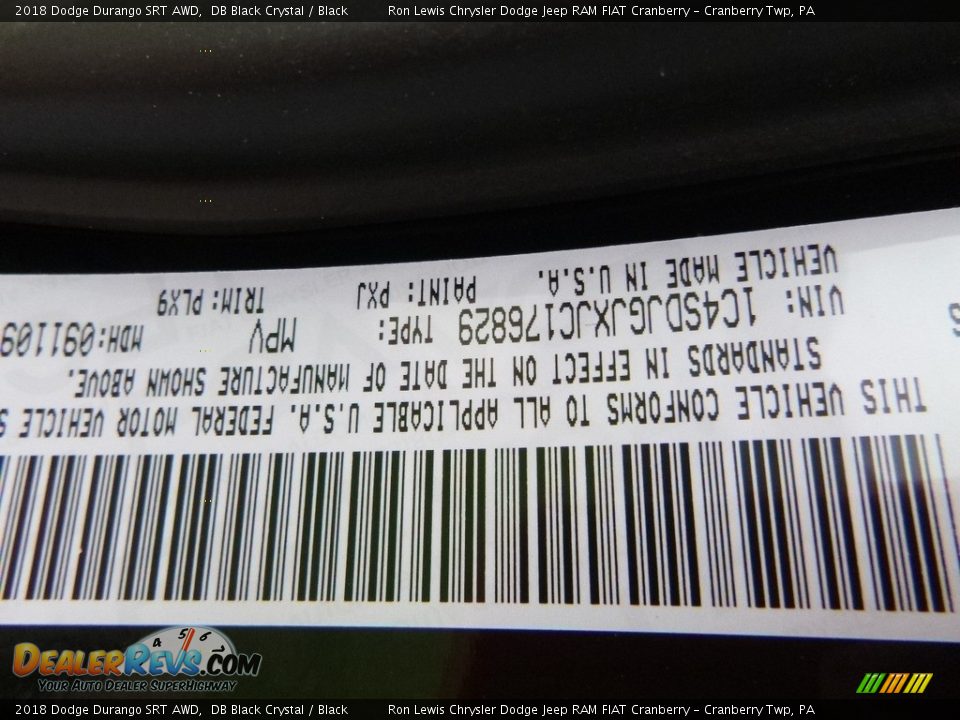 2018 Dodge Durango SRT AWD, DB Black Crystal / Black Ron Lewis Chrysler Dodge Jeep RAM FIAT Cranberry – Cranberry Twp, PA
THIS VEHICLE CONFORMS TO ALL APPLICABLE U.S.A. FEDERAL MOTOR VEHICLE S
STANDARDS IN EFFECT ON THE DATE OF MANUFACTURE SHOWN ABOVE.
VIN: 1C4SDJGJXJC176829 TYPE: MPV MDH:091109
VEHICLE MADE IN U.S.A. PAINT: PXJ TRIM: PLX9
4 5 6
DEALERREVS.COM
YOUR AUTO DEALER SUPERHIGHWAY
2018 Dodge Durango SRT AWD, DB Black Crystal / Black Ron Lewis Chrysler Dodge Jeep RAM FIAT Cranberry – Cranberry Twp, PA